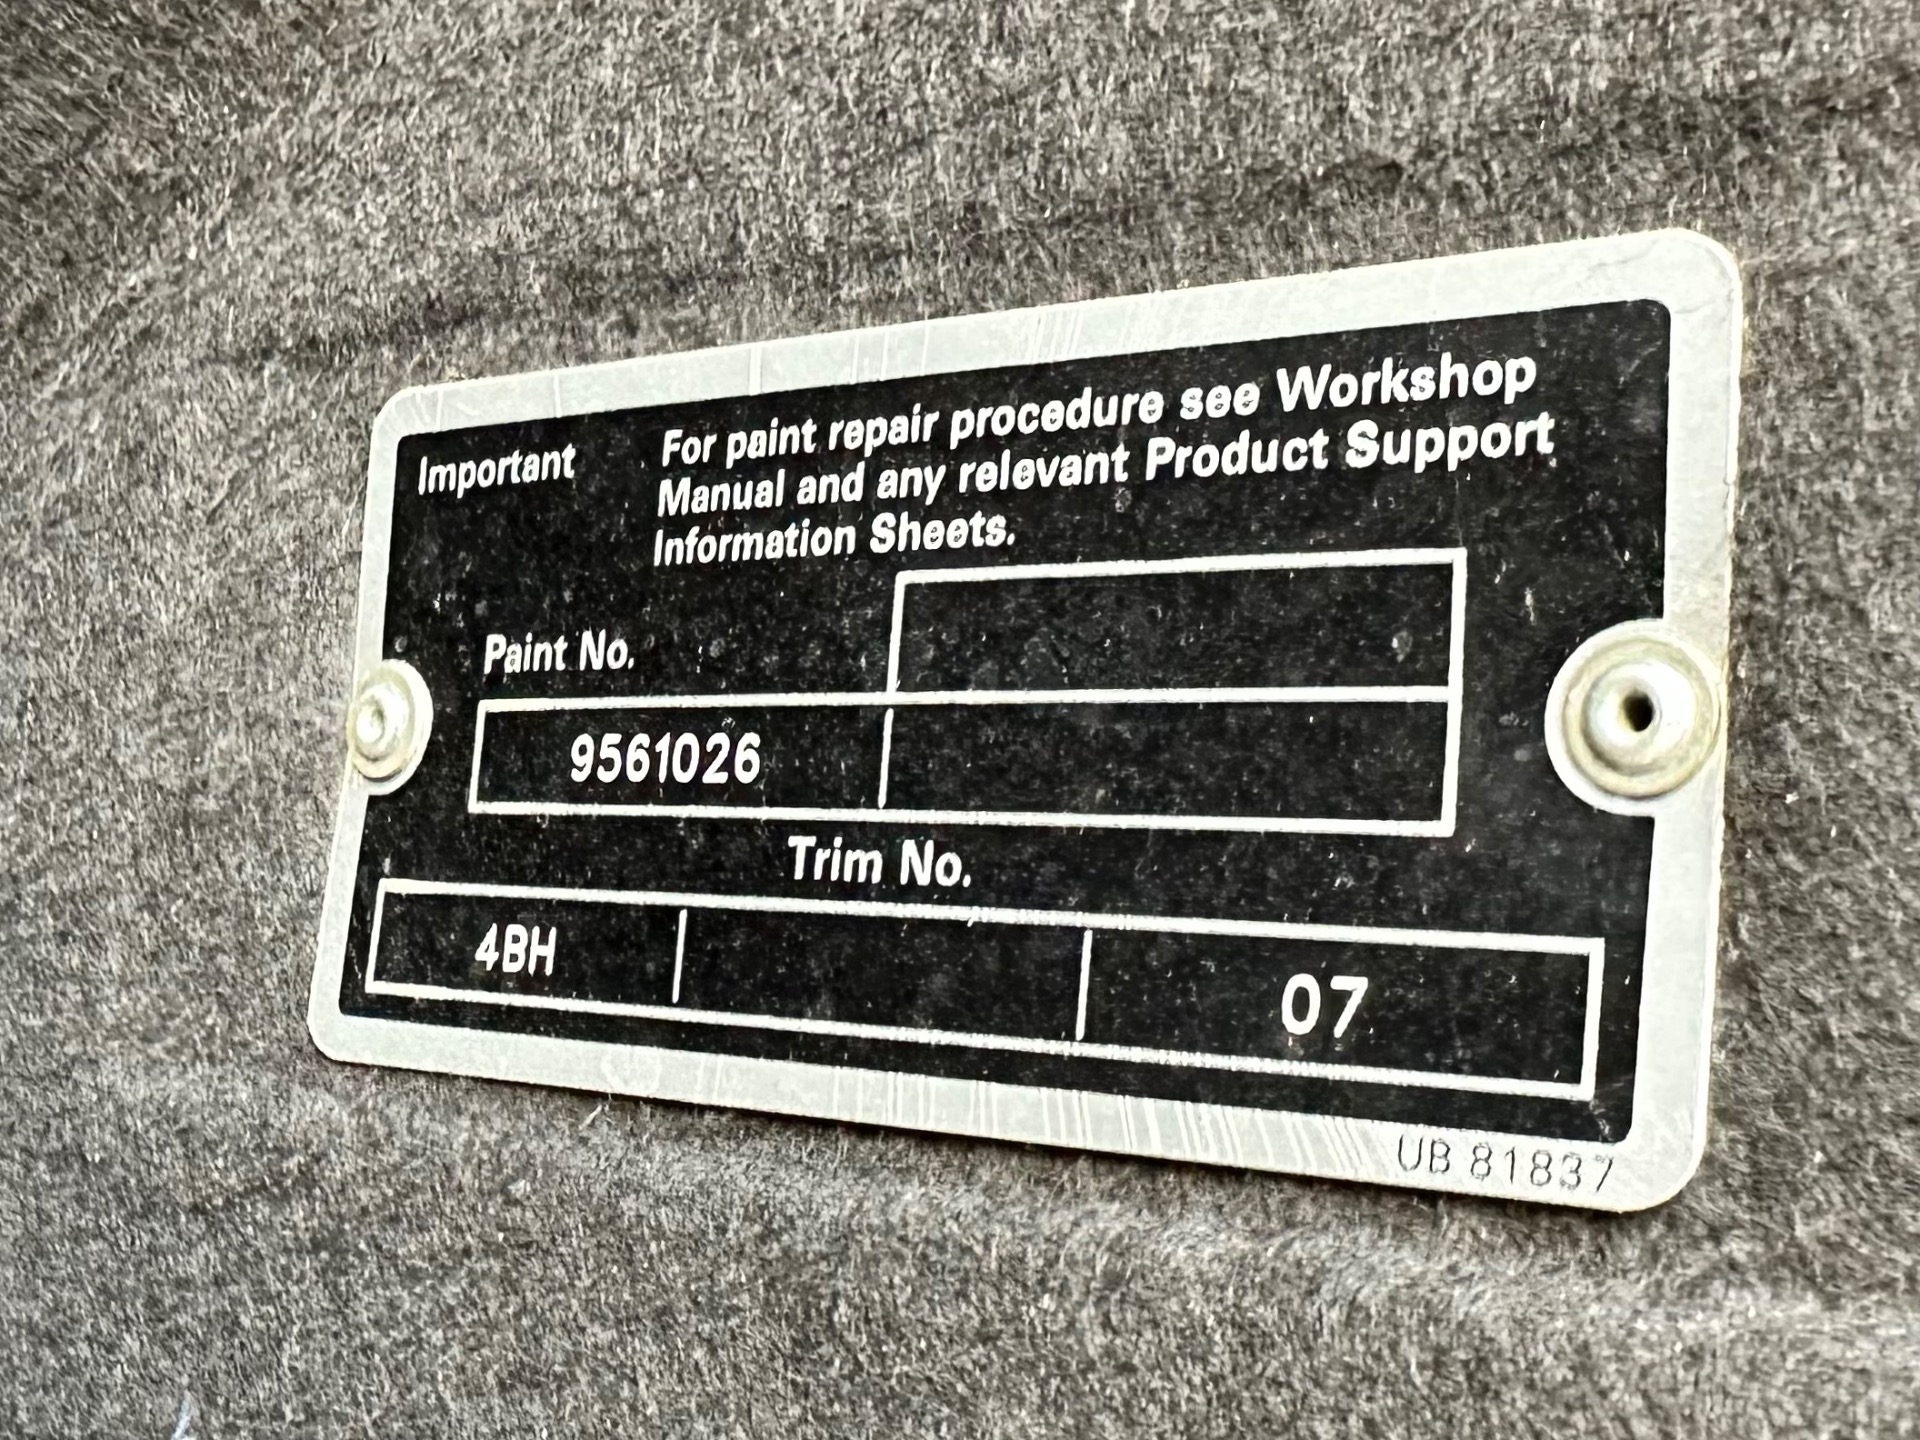 Important
For paint repair procedure see Workshop
Manual and any relevant Product Support
Information Sheets.
Paint No.
9561026
Trim No.
4BH
07
UB 81837